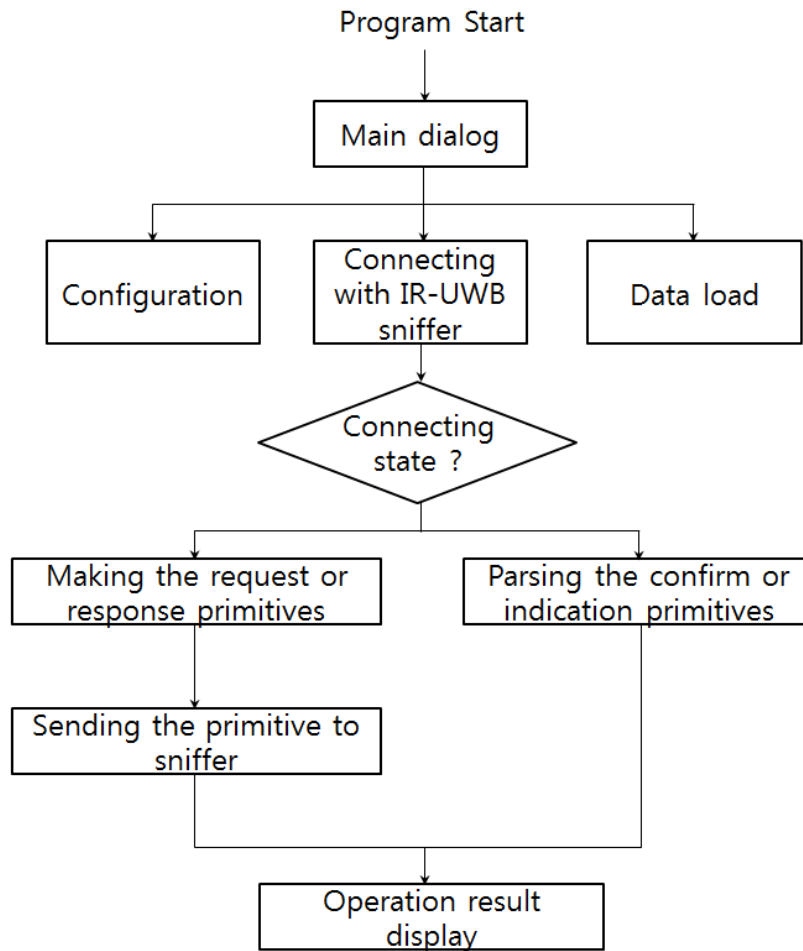 Program Start
Main dialog
Configuration
Connecting
with IR-UWB
sniffer
Data load
Connecting
state ?
Making the request or
response primitives
Parsing the confirm or
indication primitives
Sending the primitive to
sniffer
Operation result
display